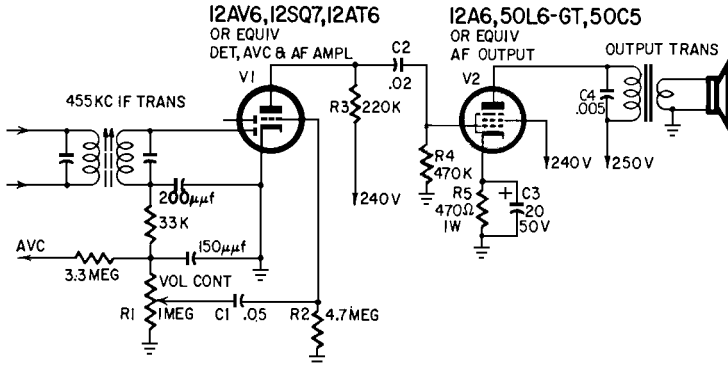 12AV6,12SQ7,12AT6
OR EQUIV
DET, AVC & AF AMPL
12A6,50L6-GT,50C5
OR EQUIV
AF OUTPUT
OUTPUT TRANS
C2
.02
V1
V2
455KC IF TRANS
R3
220K
C4
.005
R4
470K
240V
240V
250V
R5
470Ω
1W
+
C3
20
50V
200µµf
33K
AVC
150µµf
3.3MEG
VOL CONT
R1
1MEG
C1
.05
R2
4.7MEG